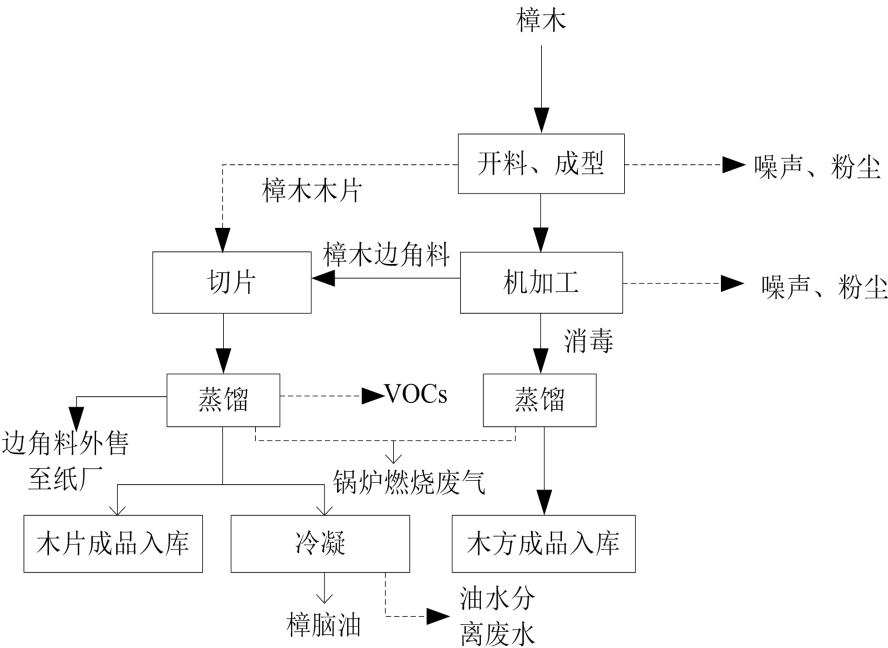 樟木
开料、成型
噪声、粉尘
樟木木片
切片
樟木边角料
机加工
噪声、粉尘
消毒
蒸馏
VOCs
蒸馏
边角料外售
至纸厂
锅炉燃烧废气
木片成品入库
冷凝
木方成品入库
樟脑油
油水分
离废水